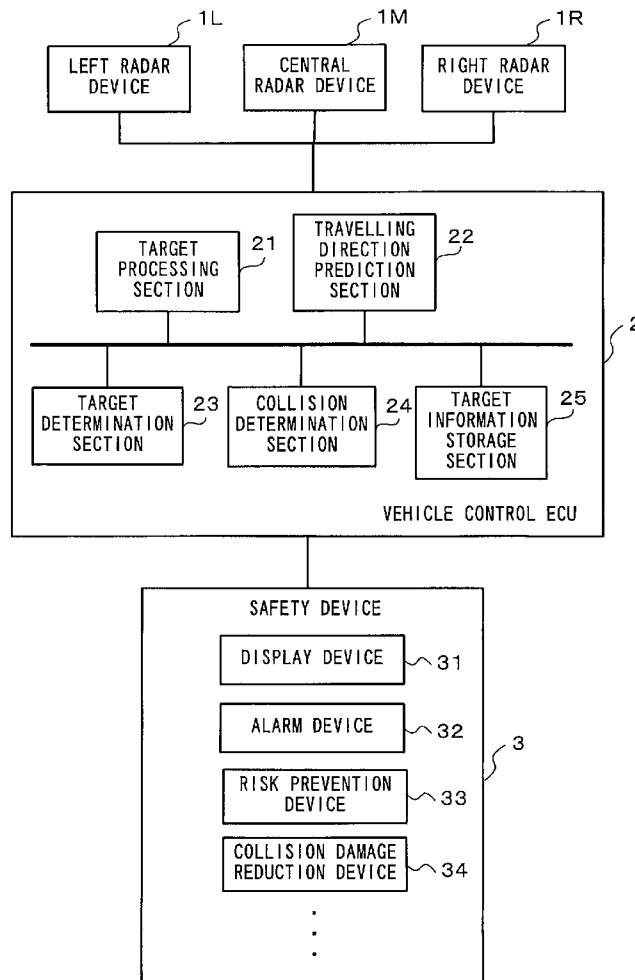 1L
1M
1R
LEFT RADAR
DEVICE
CENTRAL
RADAR DEVICE
RIGHT RADAR
DEVICE
TARGET
PROCESSING
SECTION
21
TRAVELLING
DIRECTION
PREDICTION
SECTION
22
2
TARGET
DETERMINATION
SECTION
23
COLLISION
DETERMINATION
SECTION
24
TARGET
INFORMATION
STORAGE
SECTION
25
VEHICLE CONTROL ECU
SAFETY DEVICE
DISPLAY DEVICE
31
ALARM DEVICE
32
3
RISK PREVENTION
DEVICE
33
COLLISION DAMAGE
REDUCTION DEVICE
34